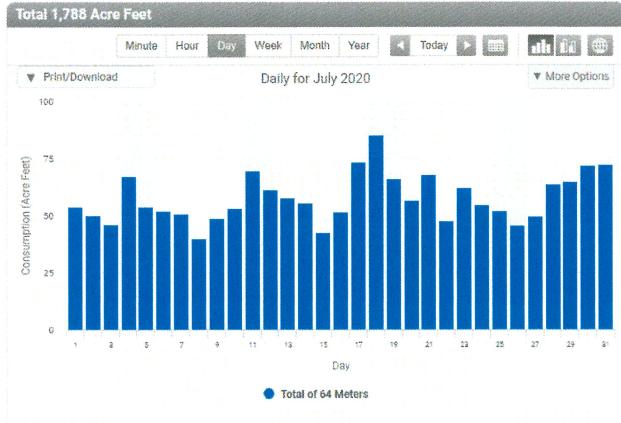 Total 1,788 Acre Feet
Minute Hour Day Week Month Year Today
Print/Download
Daily for July 2020
More Options
100
75
50
25
0
Consumption (Acre Feet)
1 3 5 7 9 11 13 15 17 19 21 23 25 27 29 31
Day
Total of 64 Meters